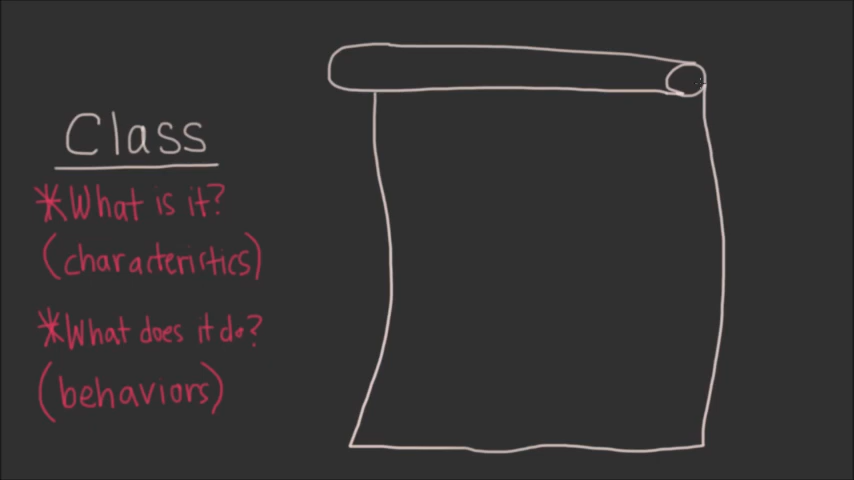 Class
*What is it?
(characteristics)
*What does it do?
(behaviors)